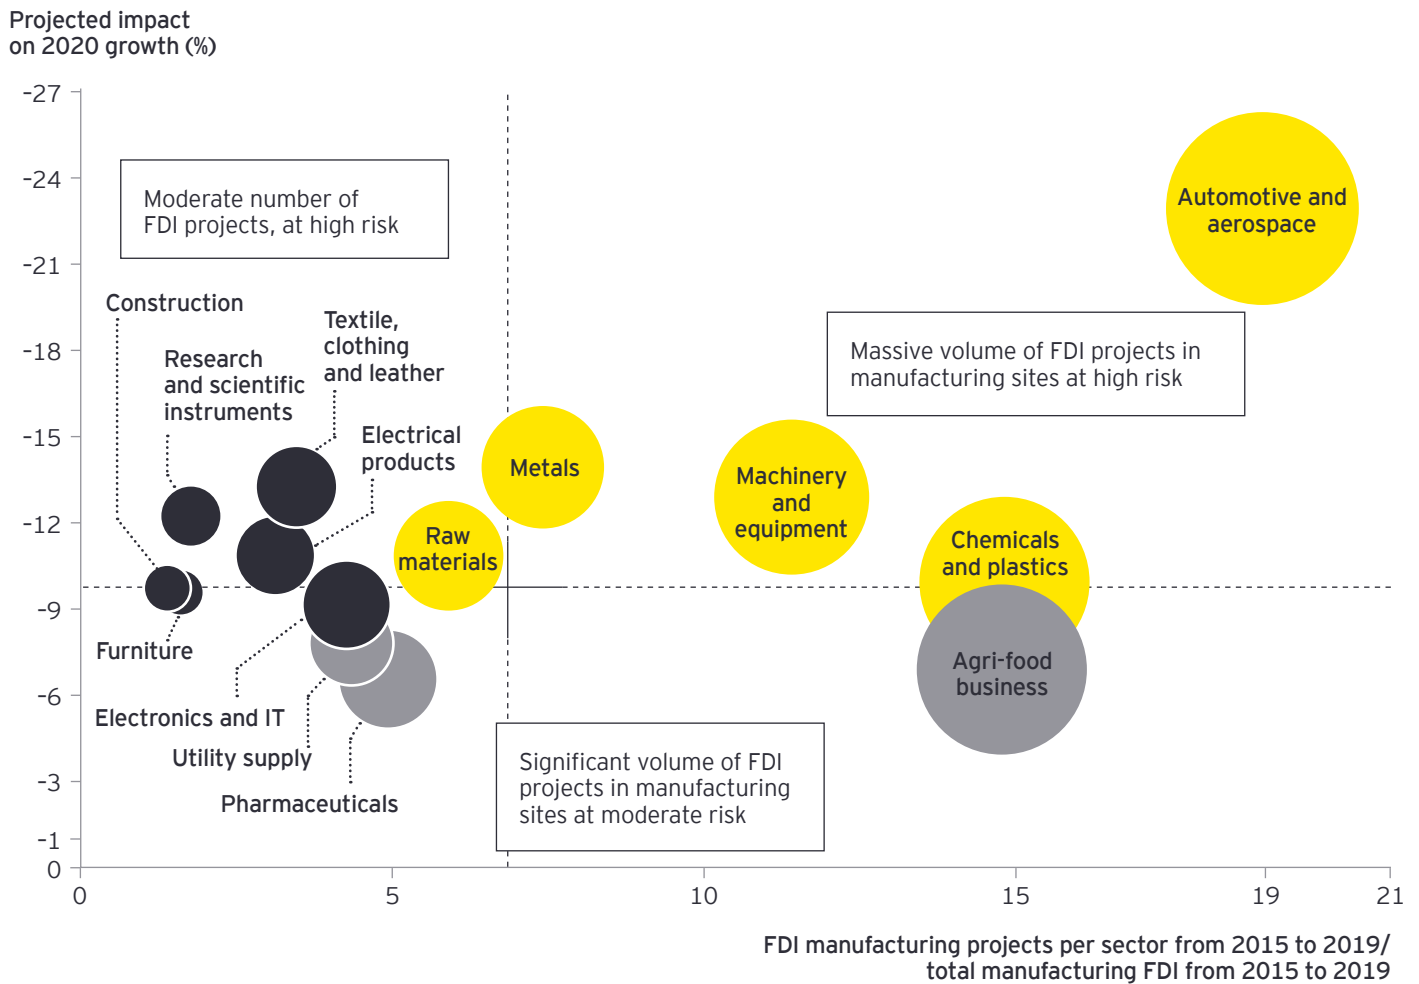 Projected impact
on 2020 growth (%)
-27
-24
-21
-18
-15
-12
-9
-6
-3
-1
0
Moderate number of
FDI projects, at high risk
Automotive and
aerospace
Construction
Textile,
clothing
and leather
Research
and scientific
instruments
Massive volume of FDI projects in
manufacturing sites at high risk
Electrical
products
Metals
Machinery
and
equipment
Raw
materials
Chemicals
and plastics
Furniture
Agri-food
business
Electronics and IT
Utility supply
Pharmaceuticals
Significant volume of FDI
projects in manufacturing
sites at moderate risk
0 5 10 15 19 21
FDI manufacturing projects per sector from 2015 to 2019/
total manufacturing FDI from 2015 to 2019